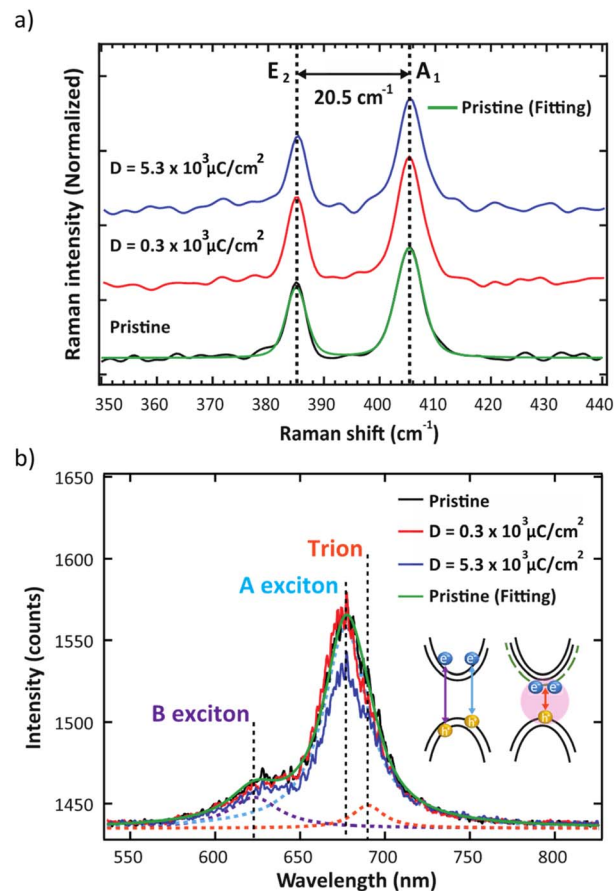 a)
E₂
A₁
20.5 cm⁻¹
Pristine (Fitting)
D = 5.3 x 10³μC/cm²
D = 0.3 x 10³μC/cm²
Pristine
Raman intensity (Normalized)
350 360 370 380 390 400 410 420 430 440
Raman shift (cm⁻¹)
b)
1650
1600
1550
1500
1450
Intensity (counts)
Pristine
D = 0.3 x 10³μC/cm²
D = 5.3 x 10³μC/cm²
Pristine (Fitting)
Trion
A exciton
B exciton
e⁻ e⁻ e⁻ e⁻
h⁺ h⁺ h⁺
550 600 650 700 750 800
Wavelength (nm)